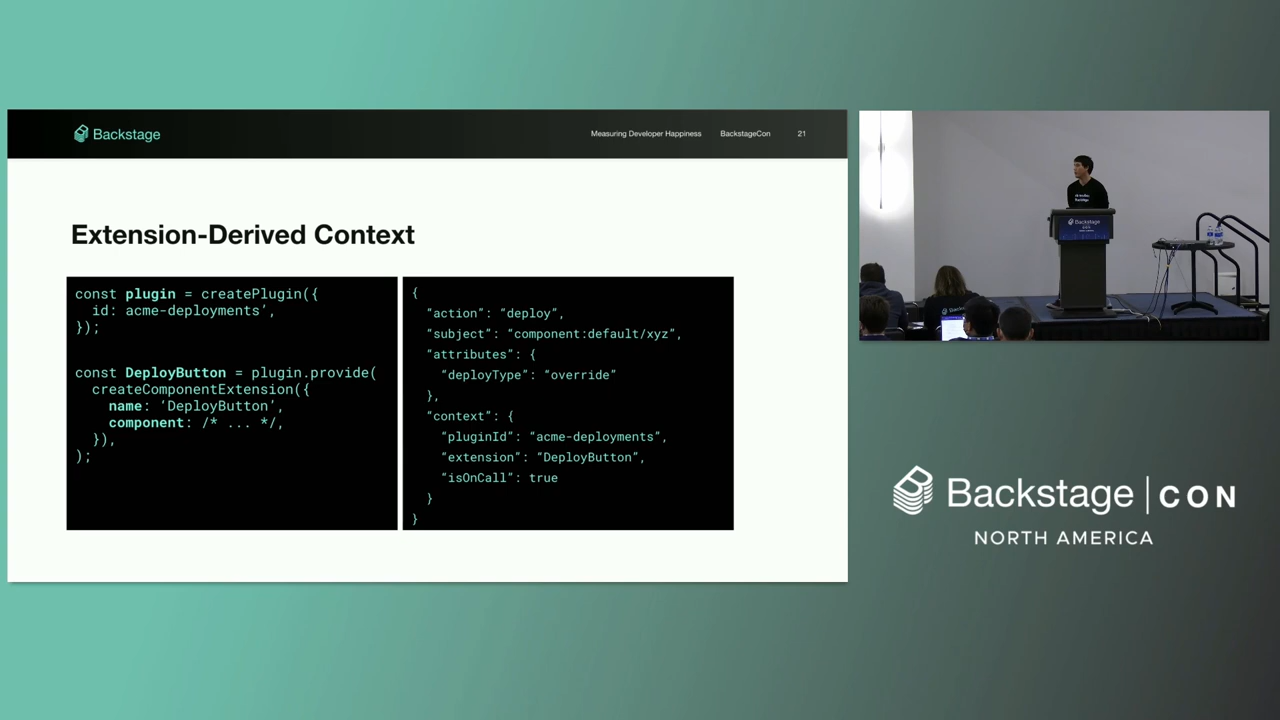 Backstage
Measuring Developer Happiness BackstageCon 21
Extension-Derived Context
const plugin = createPlugin({
id: acme-deployments’,
});
const DeployButton = plugin.provide(
createComponentExtension({
name: ‘DeployButton’,
component: /* ... */,
}),
);
{
“action”: “deploy”,
“subject”: “component:default/xyz”,
“attributes”: {
“deployType”: “override”
},
“context”: {
“pluginId”: “acme-deployments”,
“extension”: “DeployButton”,
“isOnCall”: true
}
}
Backstage
CON
Backstage | CON
NORTH AMERICA